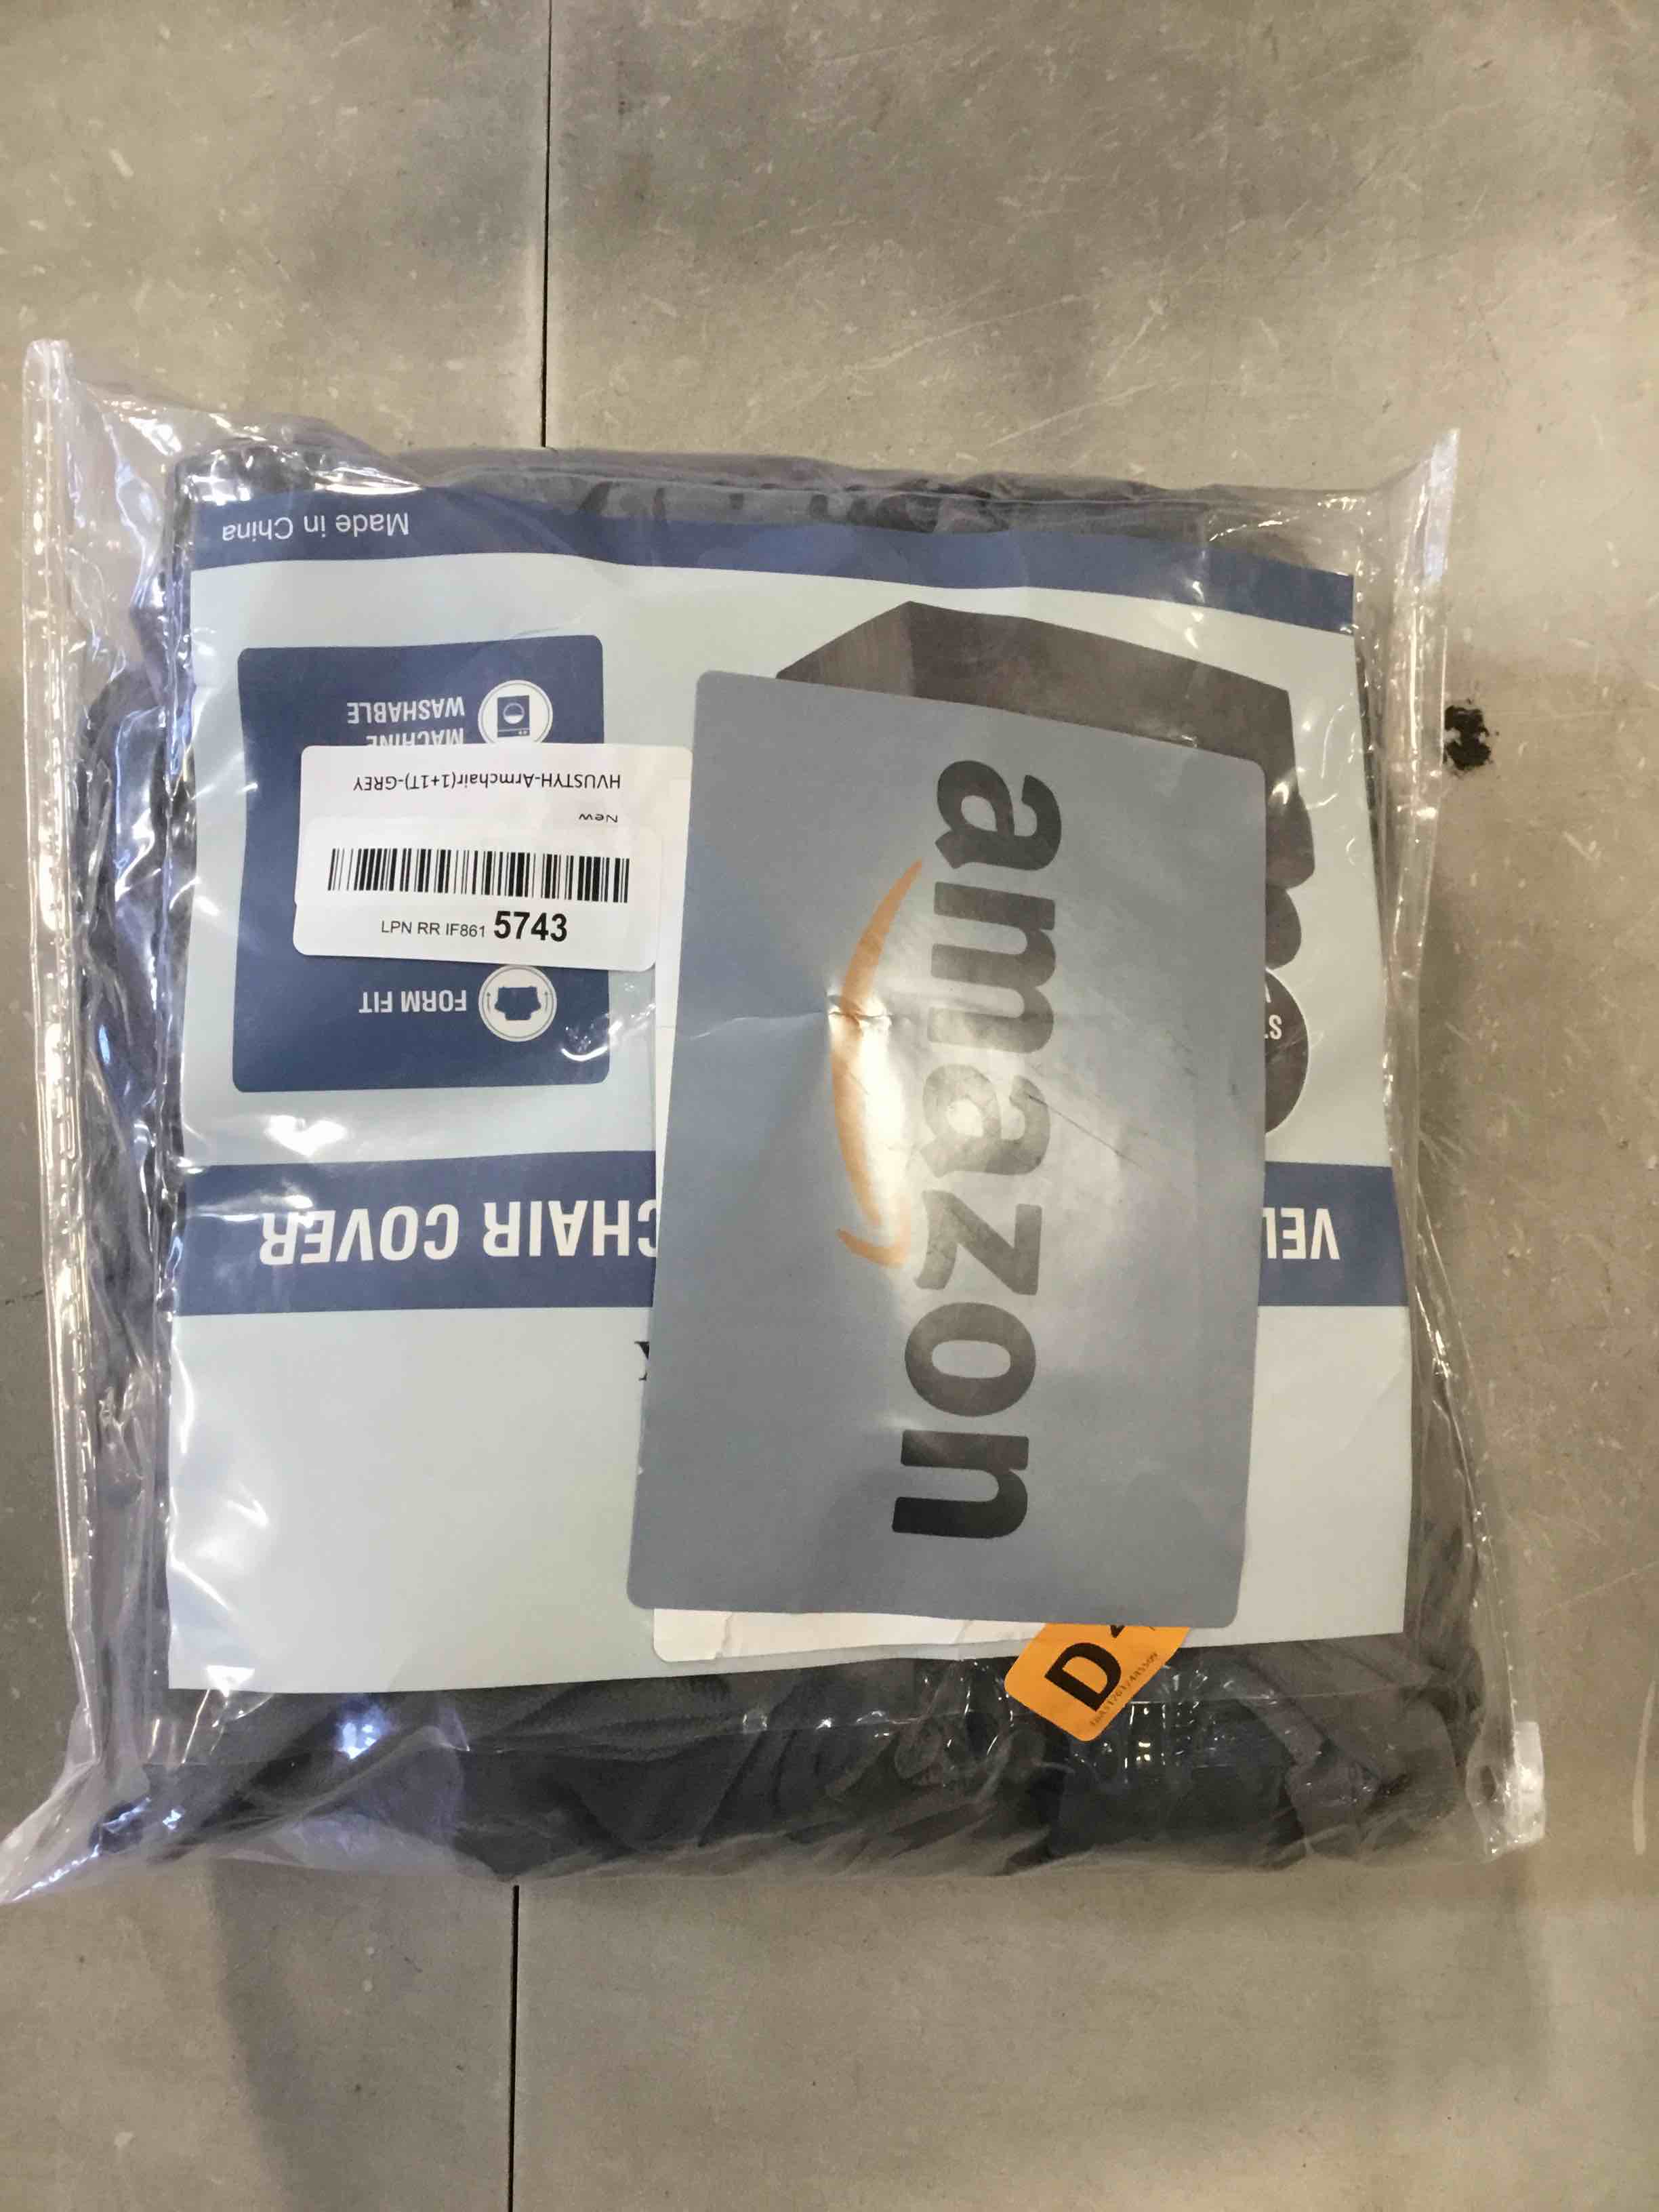 Made in China
MACHINE
WASHABLE
HVUSTYH-Armchair(1+1T)-GREY
New
LPN RR IF861 5743
FORM FIT
CHAIR COVER
amazon